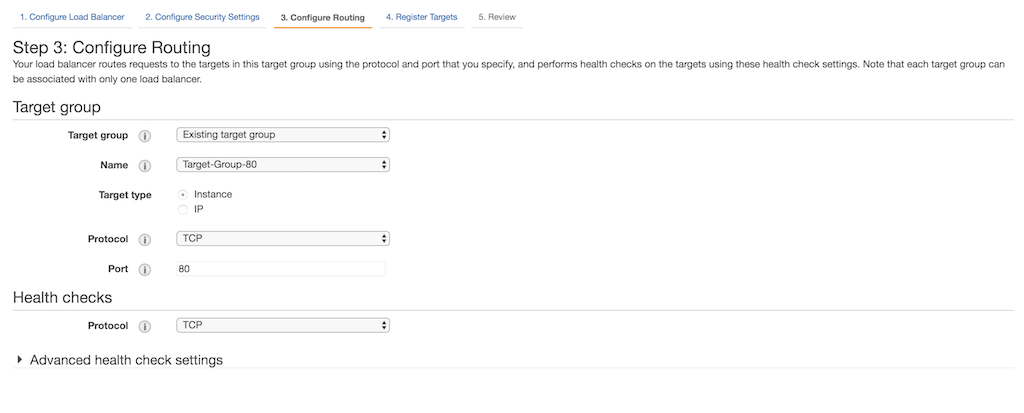 1. Configure Load Balancer 2. Configure Security Settings 3. Configure Routing 4. Register Targets 5. Review
Step 3: Configure Routing
Your load balancer routes requests to the targets in this target group using the protocol and port that you specify, and performs health checks on the targets using these health check settings. Note that each target group can
be associated with only one load balancer.
Target group
Target group i Existing target group
Name i Target-Group-80
Target type Instance
IP
Protocol i TCP
Port i 80
Health checks
Protocol i TCP
Advanced health check settings